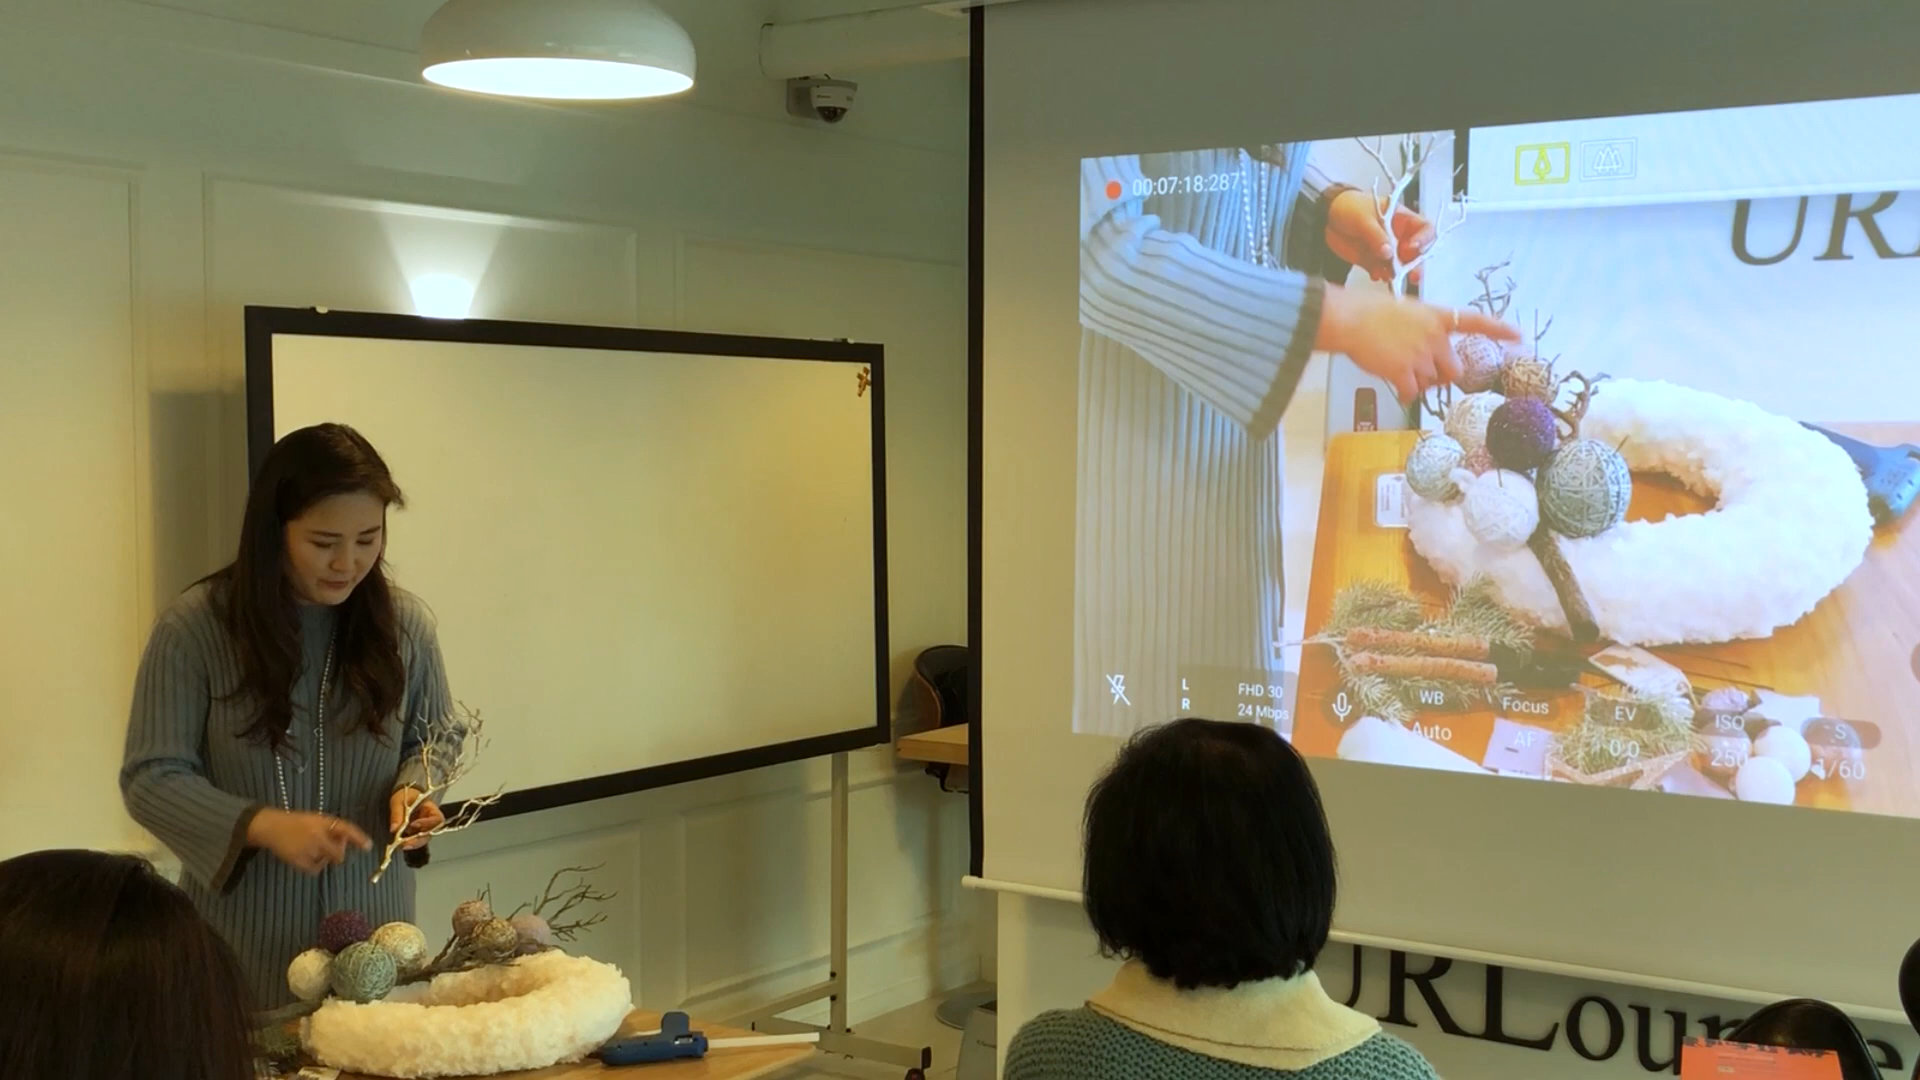 00:07:18:287
UR
L
R
FHD 30
24 Mbps
WB
Auto
Focus
AF
EV
0.0
ISO
250
S
1/60
URLounge